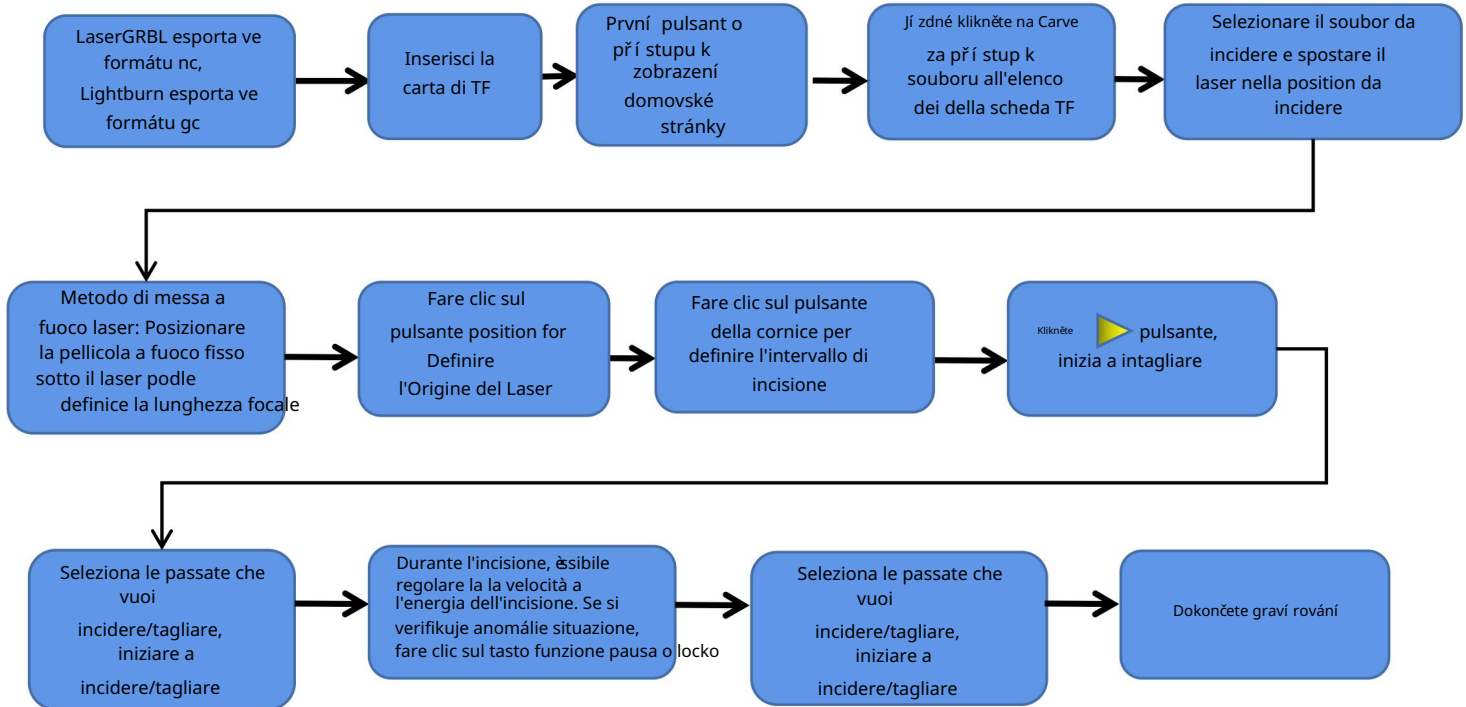 LaserGRBL esporta ve
formátu nc,
Lightburn esporta ve
formátu gc
Inserisci la
carta di TF
První pulsant o
pří stupu k
zobrazení
domovské
stránky
Jí zdné klikněte na Carve
za pří stup k
souboru all'elenco
dei della scheda TF
Selezionare il soubor da
incidere e spostare il
laser nella position da
incidere
Metodo di messa a
fuoco laser: Posizionare
la pellicola a fuoco fisso
sotto il laser podle
definice la lunghezza focale
Fare clic sul
pulsante position for
Definire
l'Origine del Laser
Fare clic sul pulsante
della cornice per
definire l'intervallo di
incisione
Klikněte pulsante,
inizia a intagliare
Seleziona le passate che
vuoi
incidere/tagliare,
iniziare a
incidere/tagliare
Durante l'incisione, èssibile
regolare la la velocità a
l'energia dell'incisione. Se si
verifikuje anomálie situazione,
fare clic sul tasto funzione pausa o locko
Seleziona le passate che
vuoi
incidere/tagliare,
iniziare a
incidere/tagliare
Dokončete graví rování